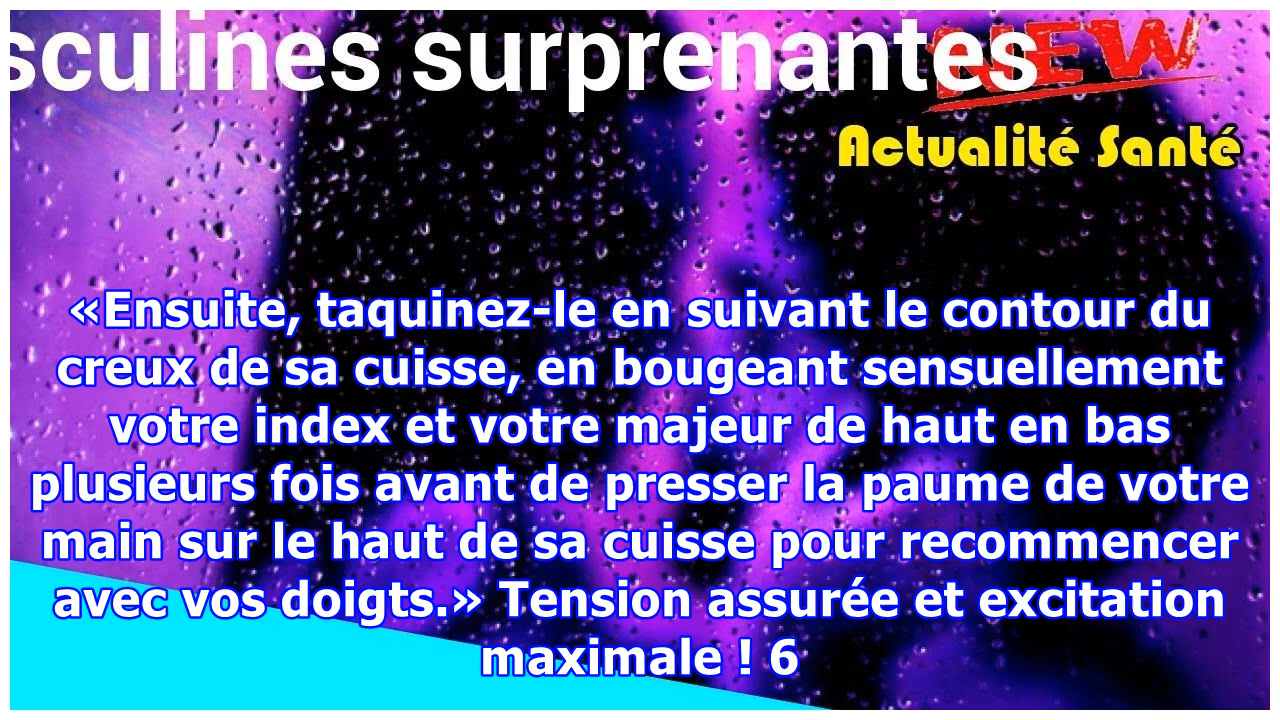 sculines surprenantes
NEW
Actualité Santé
«Ensuite, taquinez-le en suivant le contour du
creux de sa cuisse, en bougeant sensuellement
votre index et votre majeur de haut en bas
plusieurs fois avant de presser la paume de votre
main sur le haut de sa cuisse pour recommencer
avec vos doigts.» Tension assurée et excitation
maximale ! 6